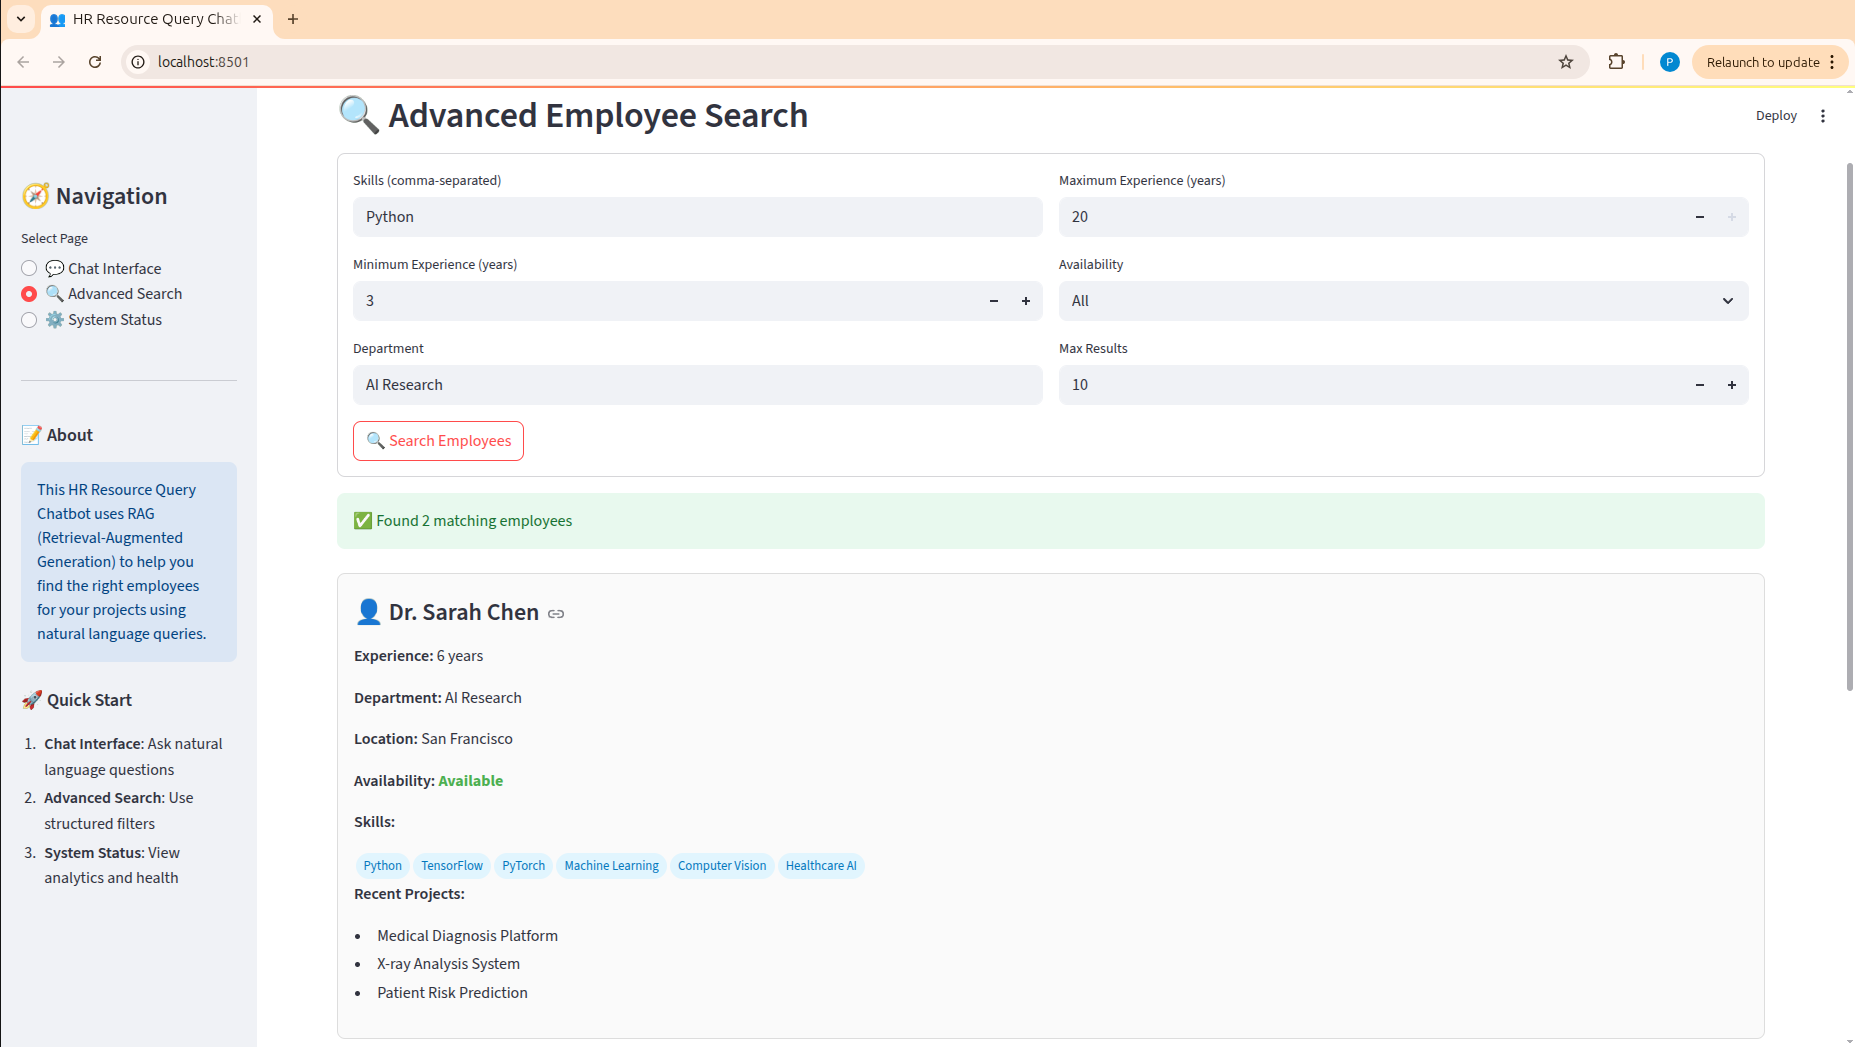 HR Resource Query Chat
localhost:8501
P
Relaunch to update
Navigation
Select Page
Chat Interface
Advanced Search
System Status
About
This HR Resource Query
Chatbot uses RAG
(Retrieval-Augmented
Generation) to help you
find the right employees
for your projects using
natural language queries.
Quick Start
1. Chat Interface: Ask natural
language questions
2. Advanced Search: Use
structured filters
3. System Status: View
analytics and health
Advanced Employee Search
Deploy
Skills (comma-separated)
Python
Maximum Experience (years)
20
Minimum Experience (years)
3
Availability
All
Department
AI Research
Max Results
10
Search Employees
Found 2 matching employees
Dr. Sarah Chen
Experience: 6 years
Department: AI Research
Location: San Francisco
Availability: Available
Skills:
Python TensorFlow PyTorch Machine Learning Computer Vision Healthcare AI
Recent Projects:
• Medical Diagnosis Platform
• X-ray Analysis System
• Patient Risk Prediction